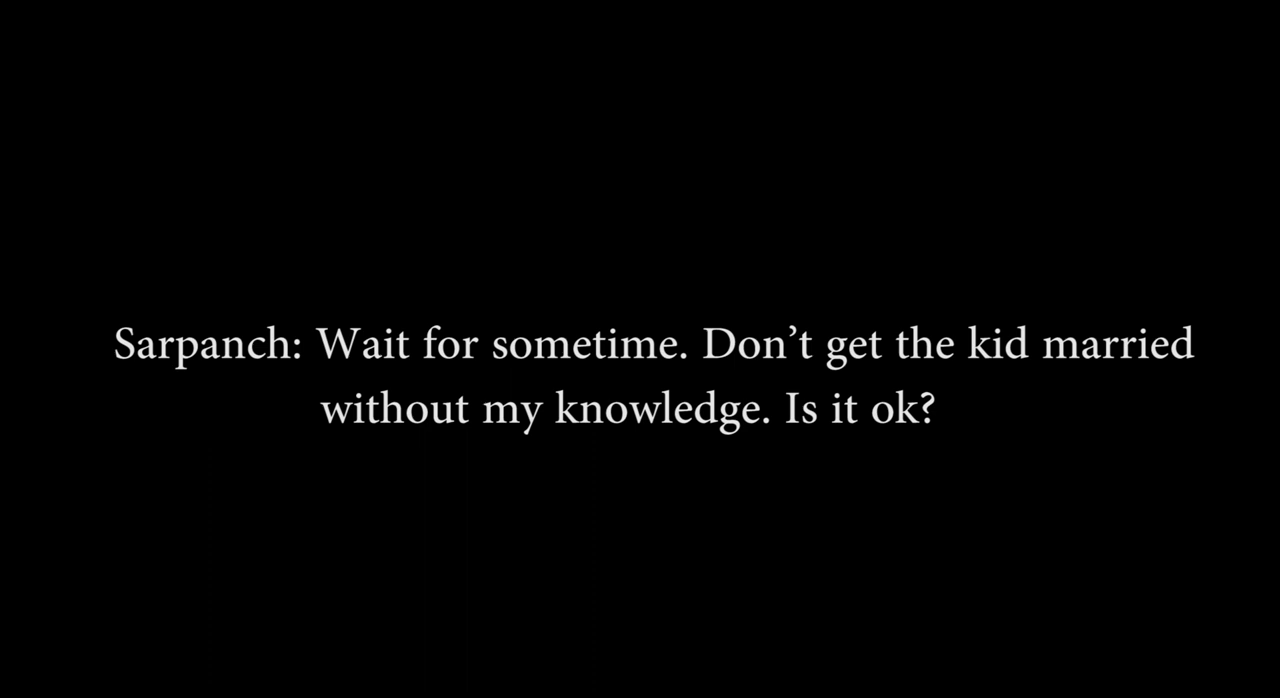 Sarpanch: Wait for sometime. Don’t get the kid married
without my knowledge. Is it ok?